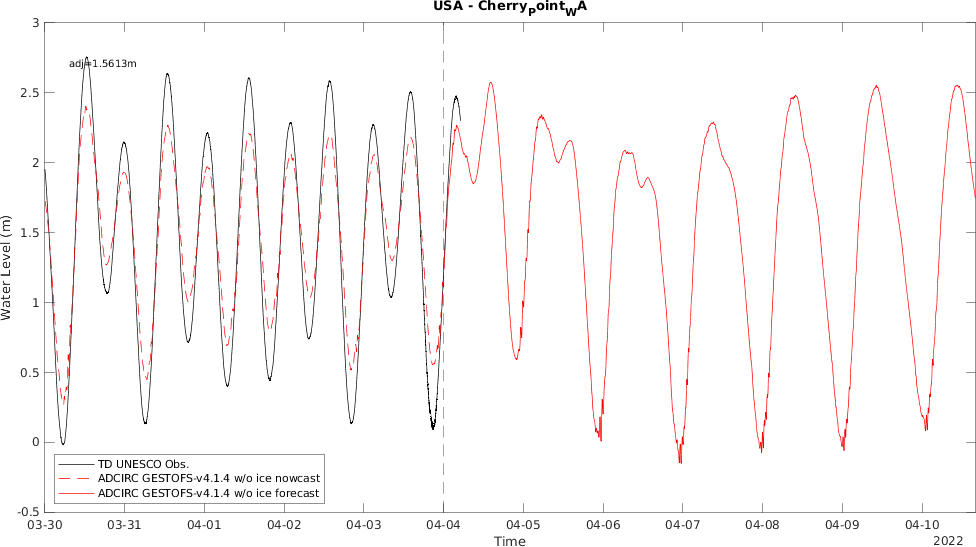 USA - CherryPointWA
adj=1.5613m
3
2.5
2
1.5
1
0.5
0
-0.5
Water Level (m)
TD UNESCO Obs.
ADCIRC GESTOFS-v4.1.4 w/o ice nowcast
ADCIRC GESTOFS-v4.1.4 w/o ice forecast
03-30 03-31 04-01 04-02 04-03 04-04 04-05 04-06 04-07 04-08 04-09 04-10
Time
2022